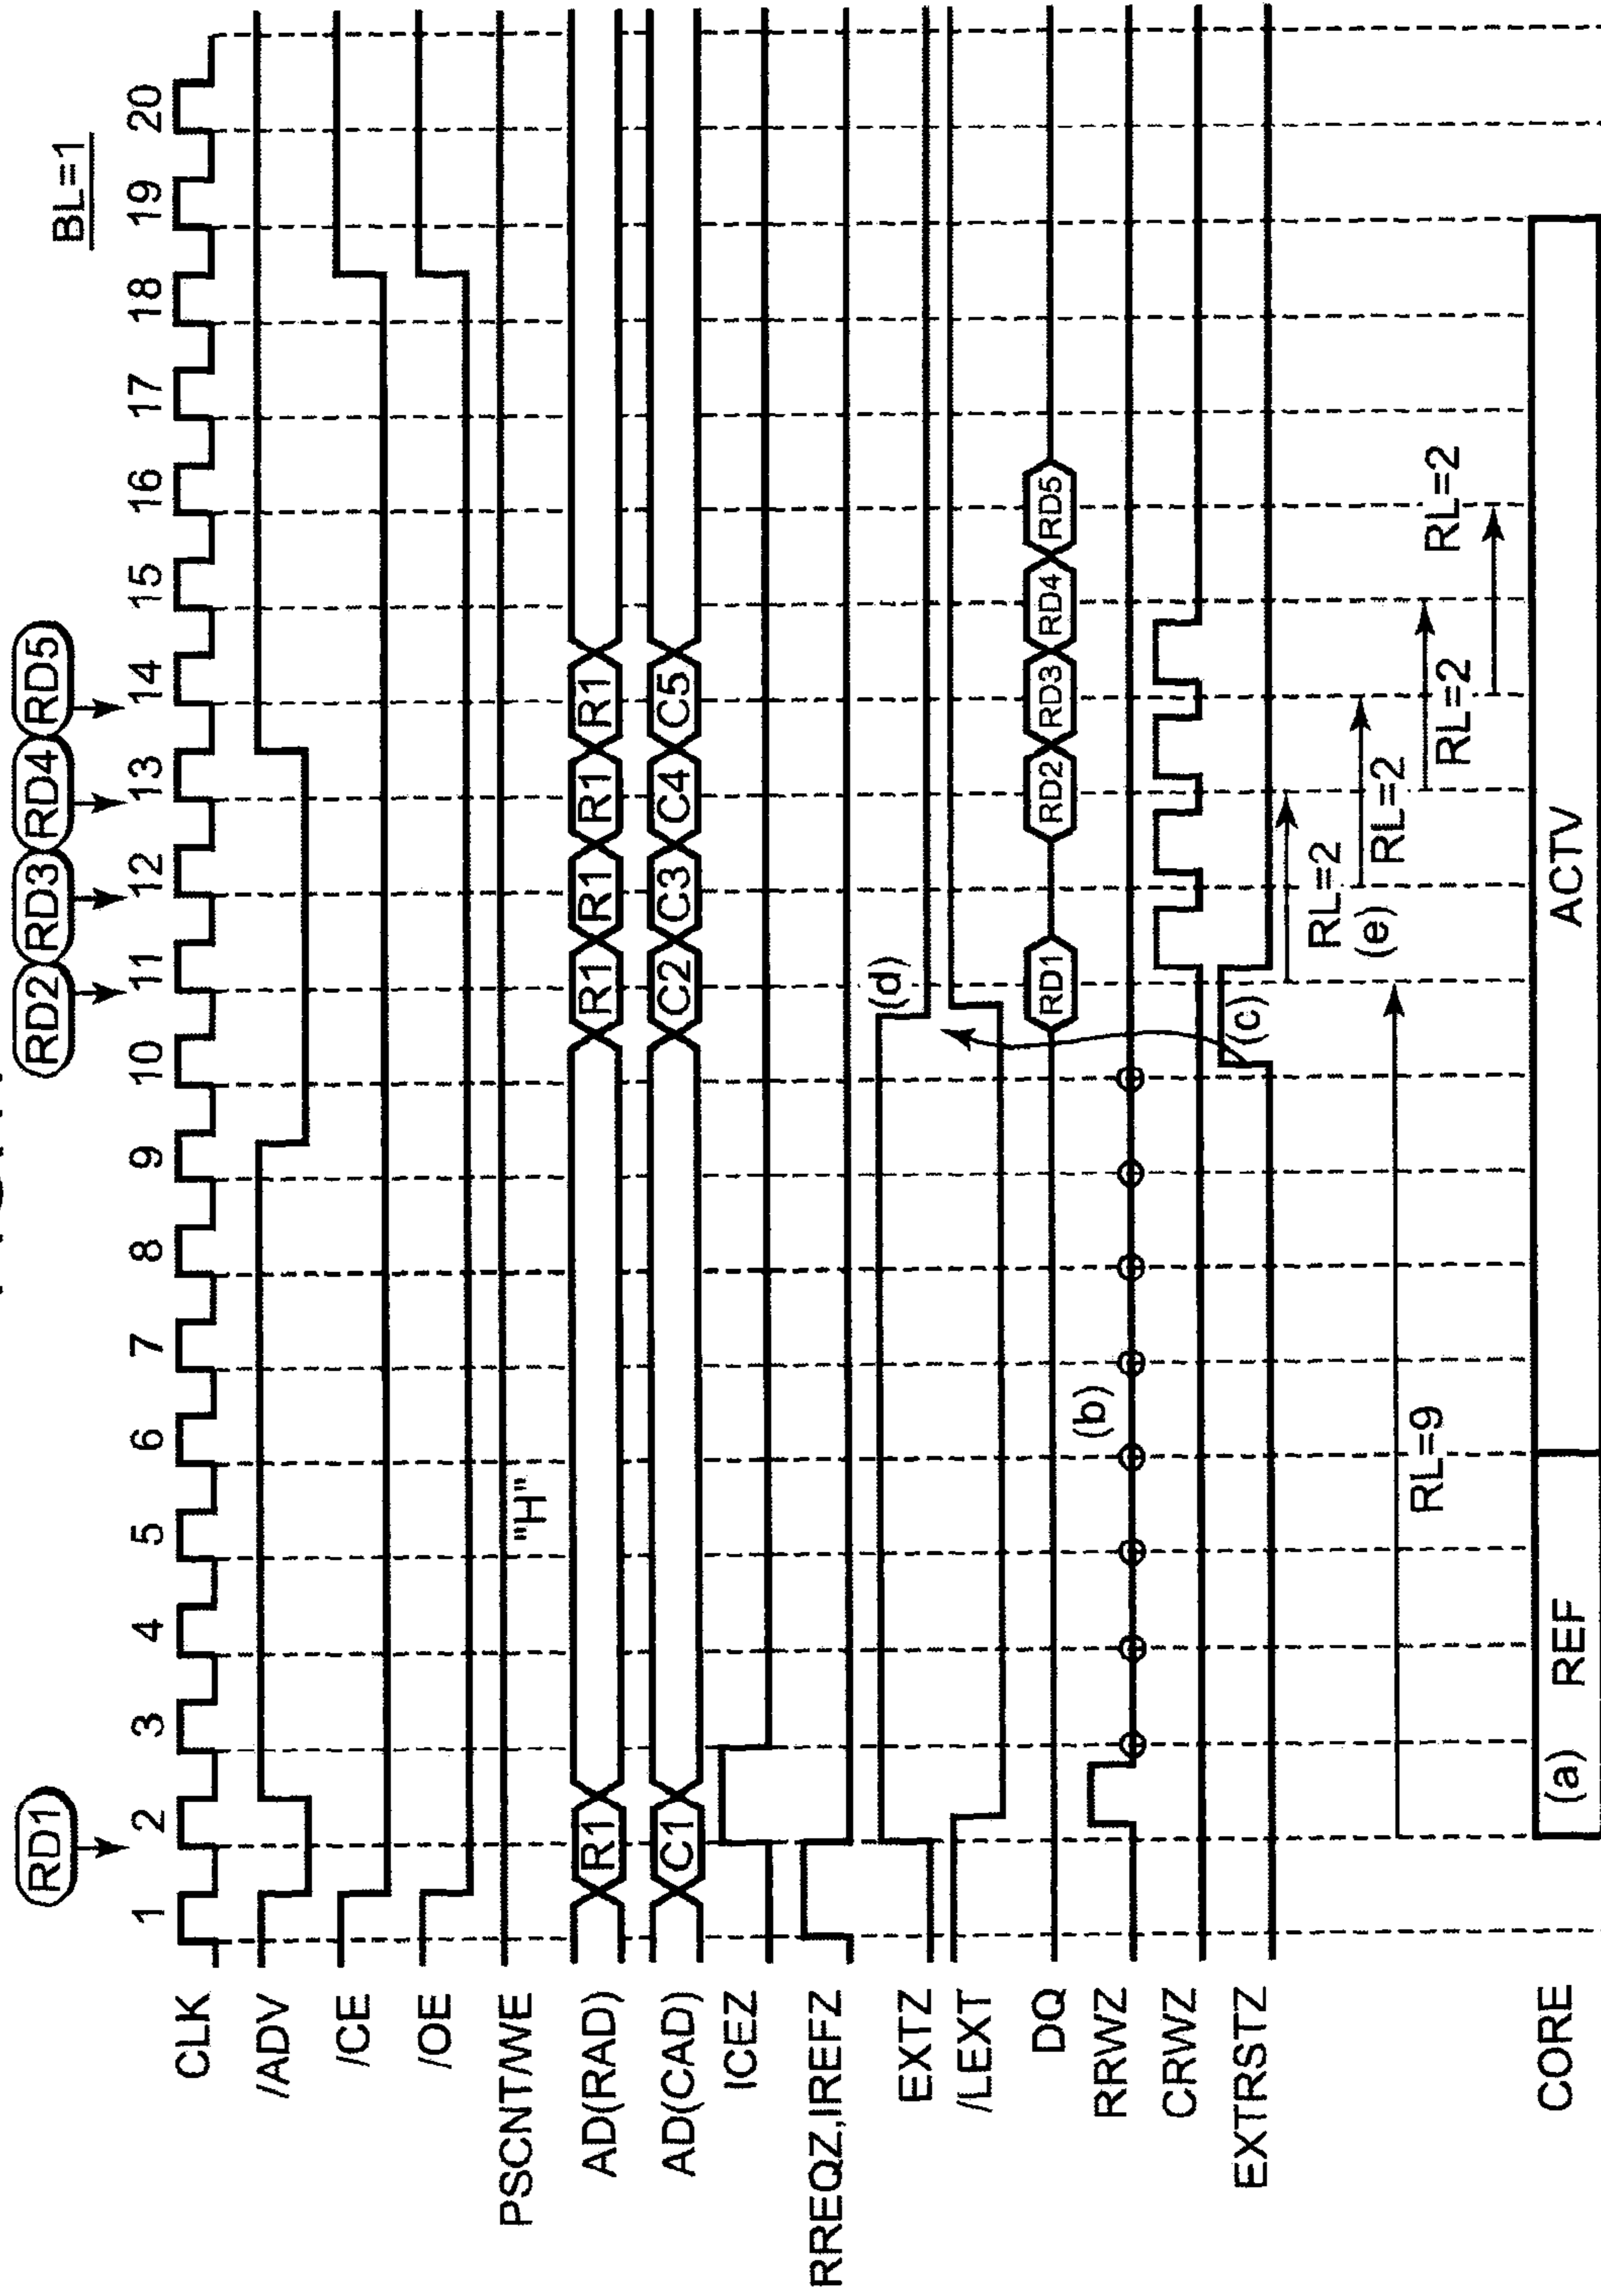 BL=1
RD1 RD2 RD3 RD4 RD5
1 2 3 4 5 6 7 8 9 10 11 12 13 14 15 16 17 18 19 20
CLK
/ADV
/CE
/OE
PSCNT/WE "H"
AD(RAD) R1 R1 R1 R1 R1
AD(CAD) C1 C2 C3 C4 C5
ICEZ
RREQZ,IREFZ
EXTZ (d)
/LEXT
DQ RD1 RD2 RD3 RD4 RD5
RRWZ (b)
CRWZ
EXTRSTZ (c)
RL=2
(e) RL=2
RL=9 RL=2
RL=2
CORE (a) REF ACTV